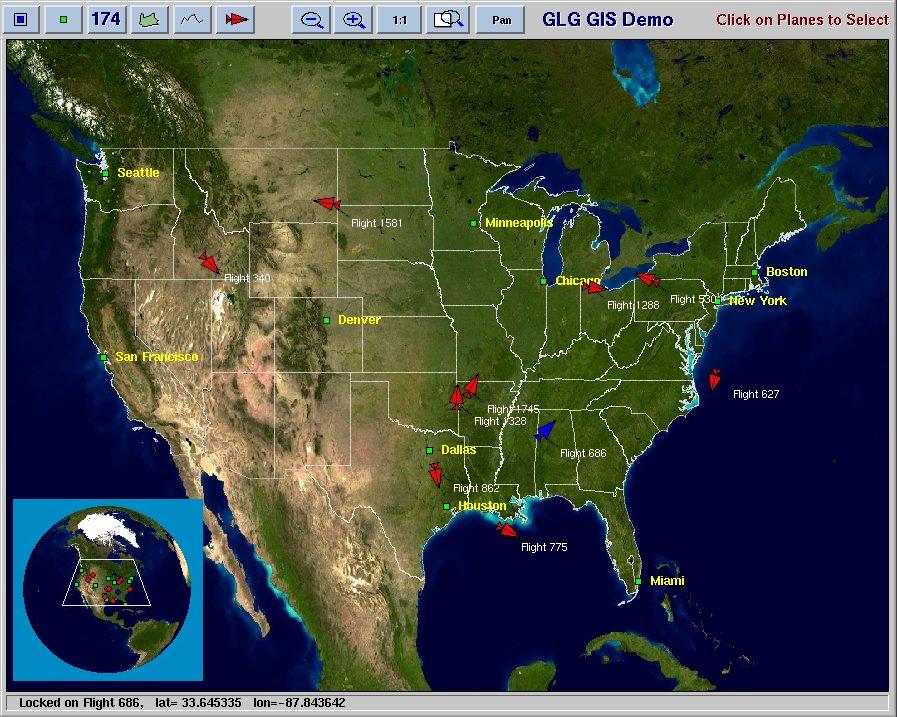 174 1:1 Pan GLG GIS Demo Click on Planes to Select
Seattle
Flight 1581
Minneapolis
Flight 340
Boston
Chicago
Flight 1288
Flight 530
New York
Denver
San Francisco
Flight 627
Flight 1745
Flight 1328
Dallas
Flight 686
Flight 862
Houston
Flight 775
Miami
Locked on Flight 686, lat= 33.645335 lon=-87.843642